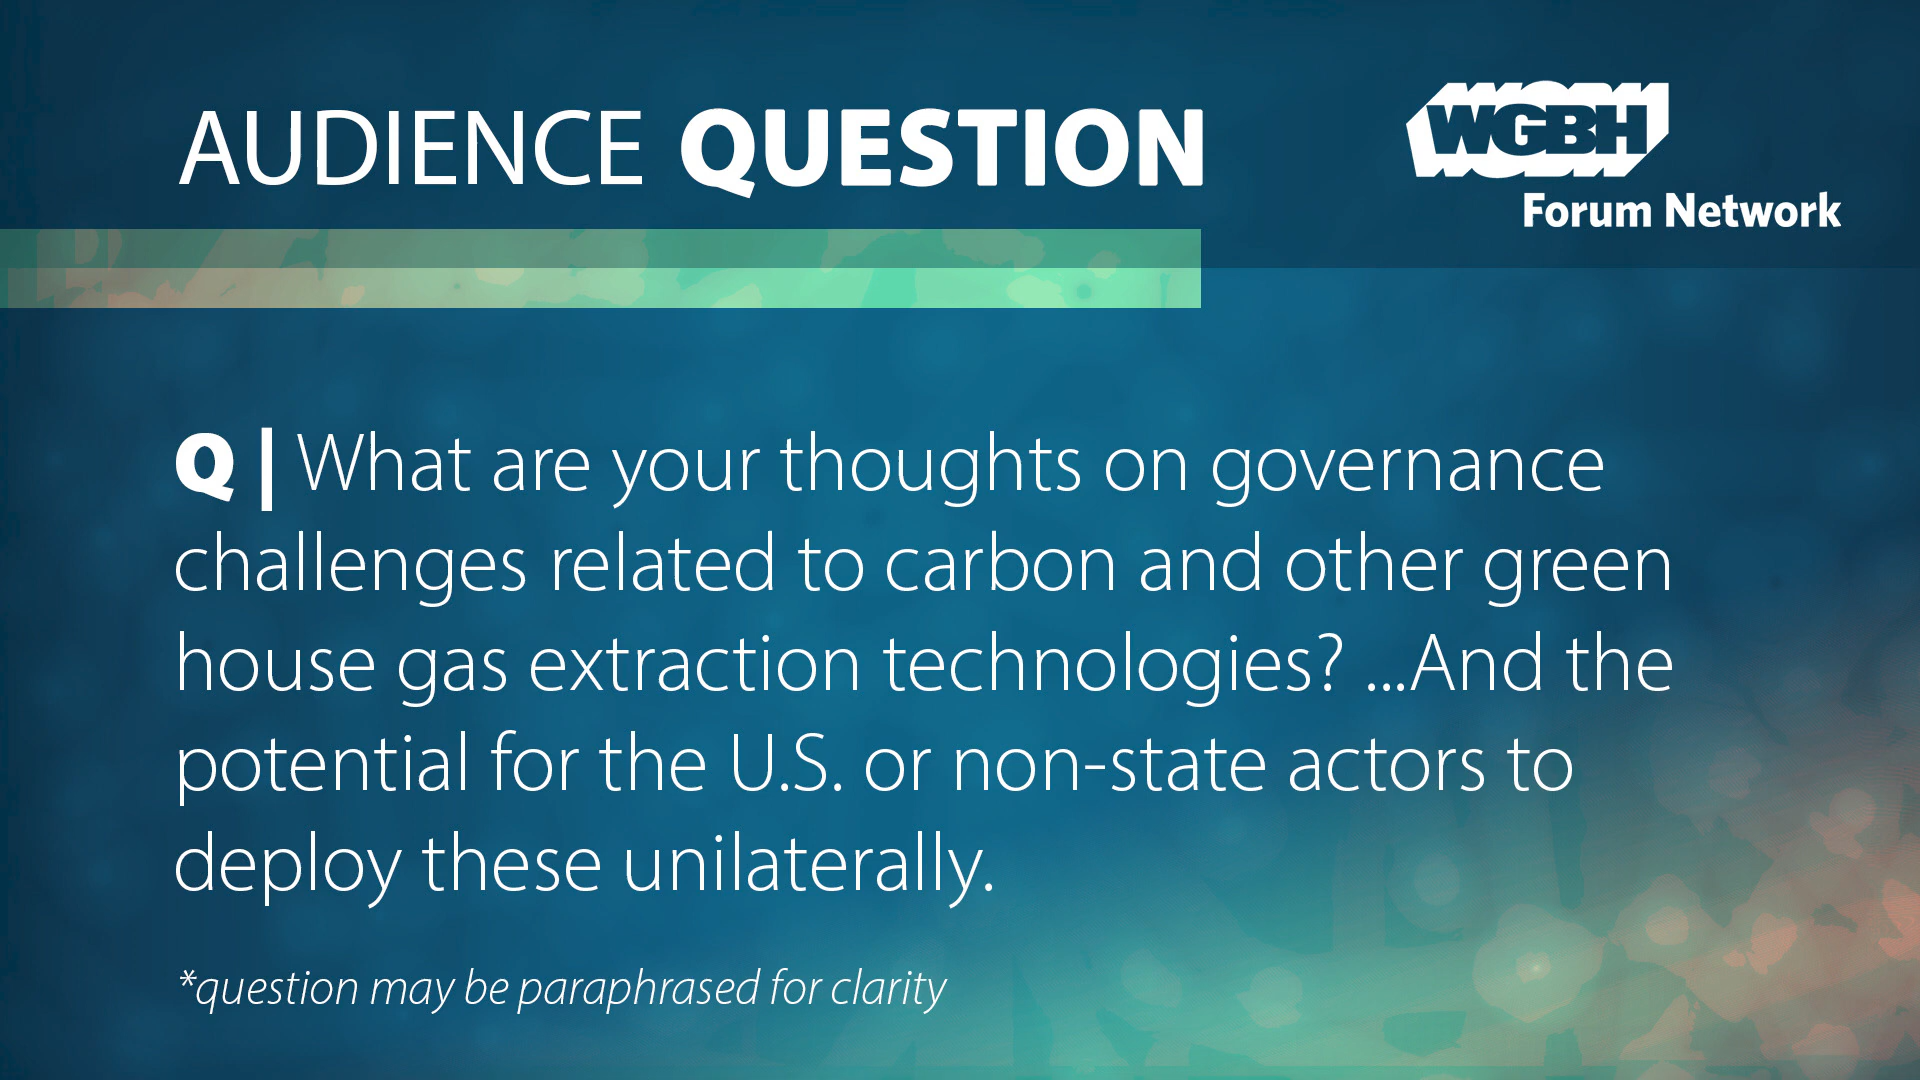 AUDIENCE QUESTION
WGBH
Forum Network
Q | What are your thoughts on governance
challenges related to carbon and other green
house gas extraction technologies? ...And the
potential for the U.S. or non-state actors to
deploy these unilaterally.
*question may be paraphrased for clarity